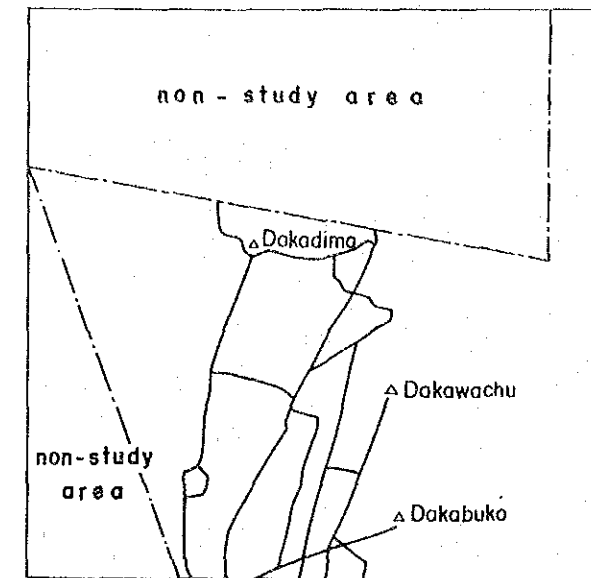 non - study area
Dakadima
Dakawachu
non-study
area
Dakabuko